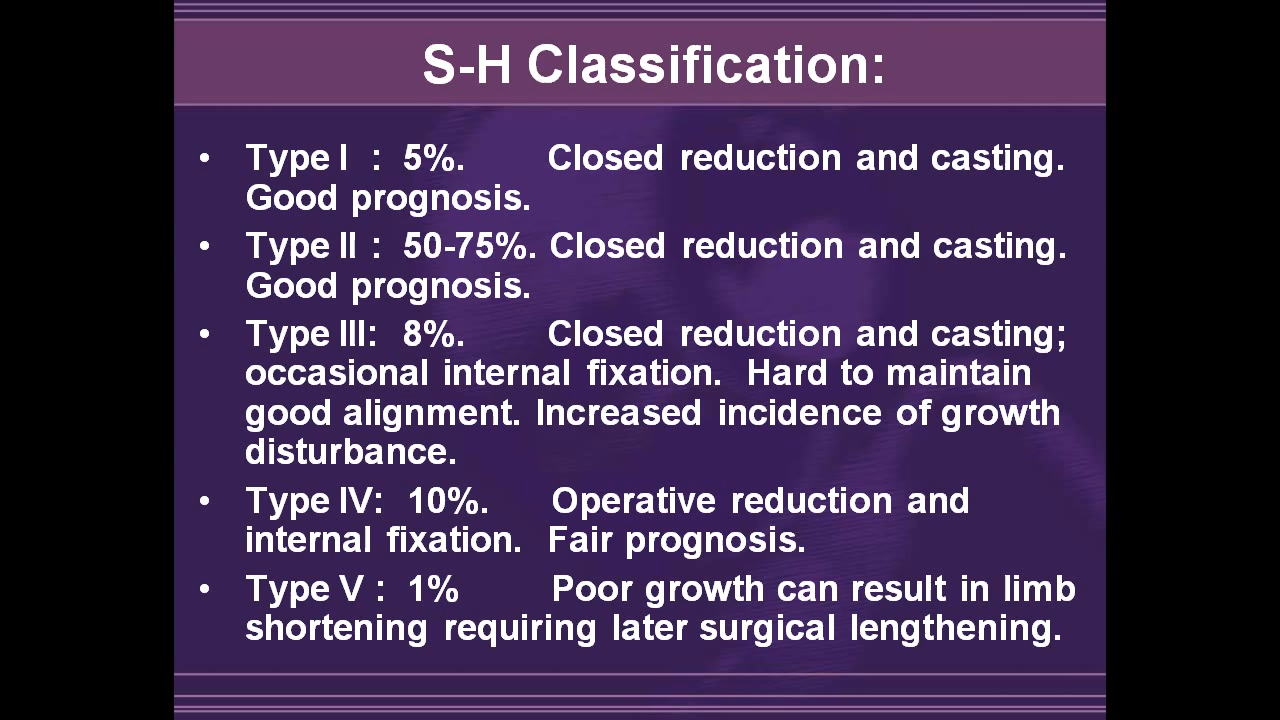 S-H Classification:
• Type I : 5%. Closed reduction and casting.
Good prognosis.
• Type II : 50-75%. Closed reduction and casting.
Good prognosis.
• Type III: 8%. Closed reduction and casting;
occasional internal fixation. Hard to maintain
good alignment. Increased incidence of growth
disturbance.
• Type IV: 10%. Operative reduction and
internal fixation. Fair prognosis.
• Type V : 1% Poor growth can result in limb
shortening requiring later surgical lengthening.